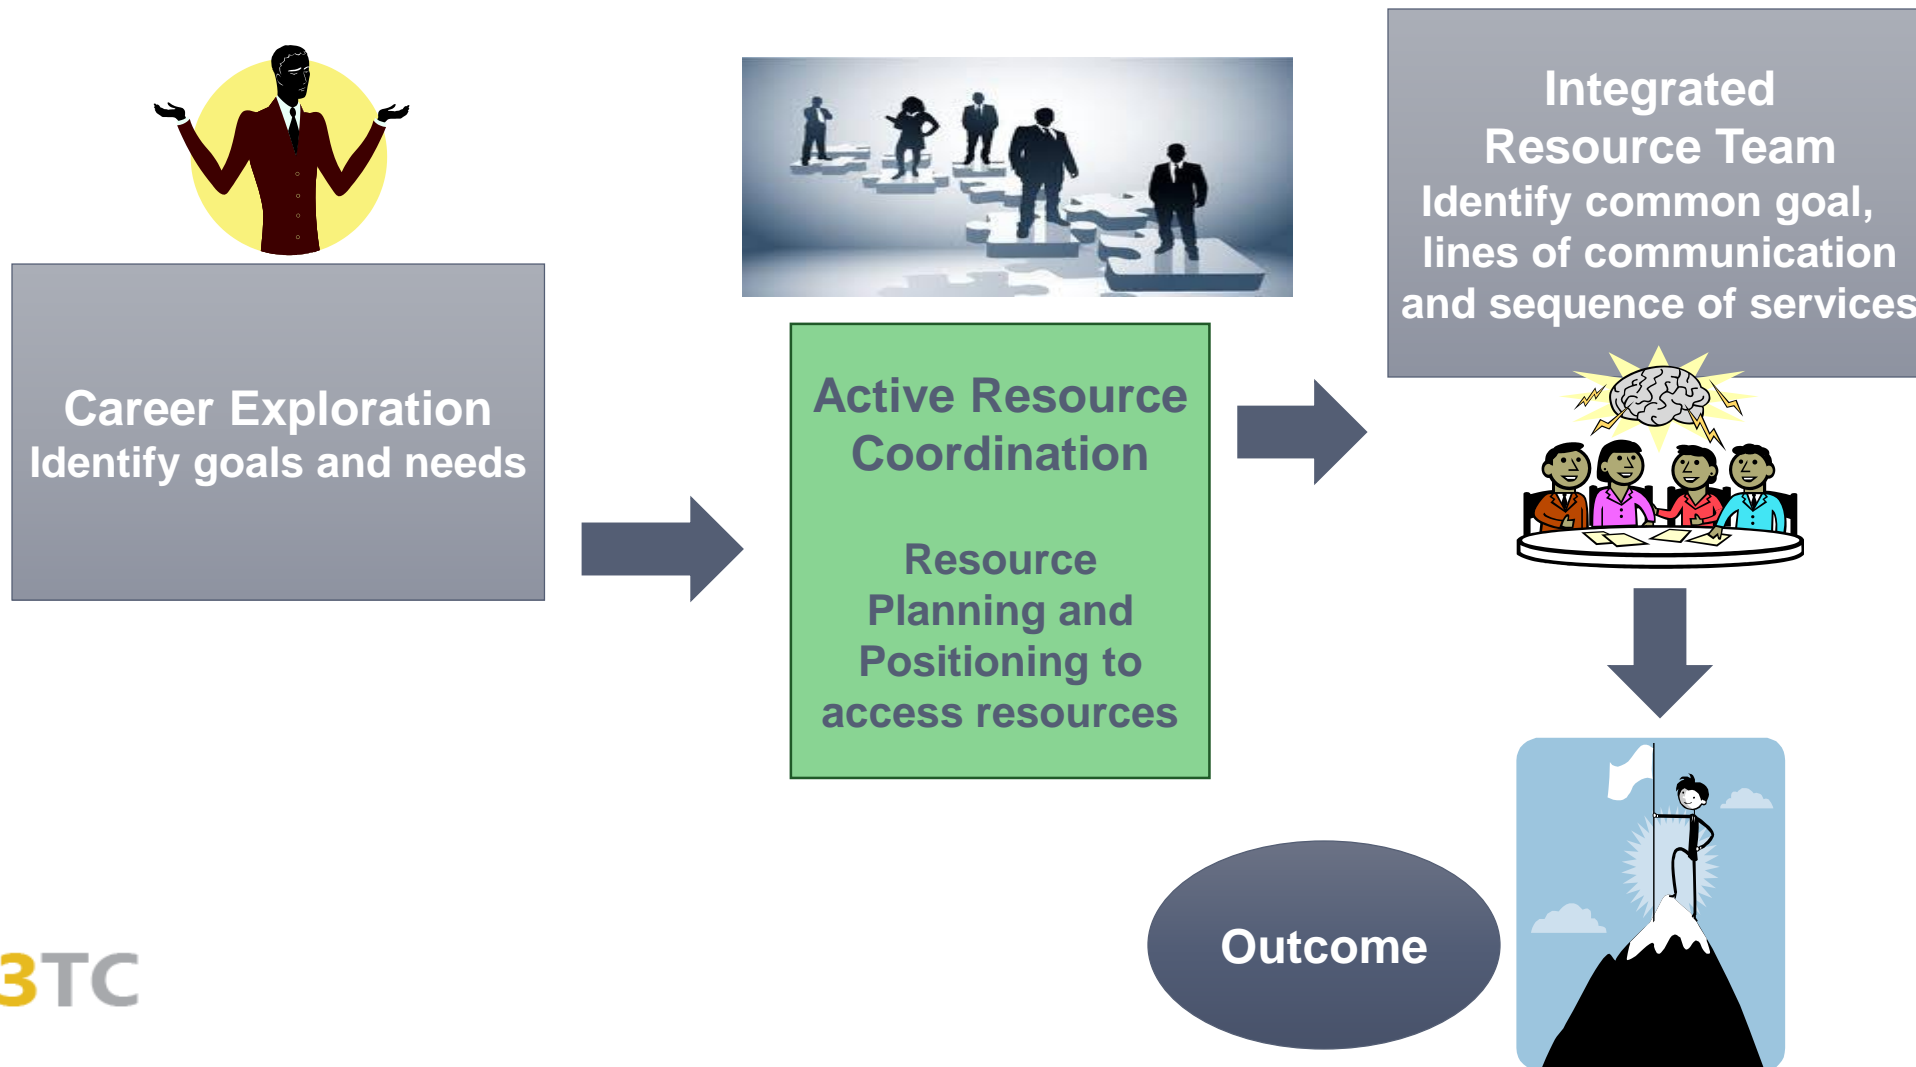 Career Exploration
Identify goals and needs
Active Resource
Coordination
Resource
Planning and
Positioning to
access resources
Integrated
Resource Team
Identify common goal,
lines of communication
and sequence of services
Outcome
3TC